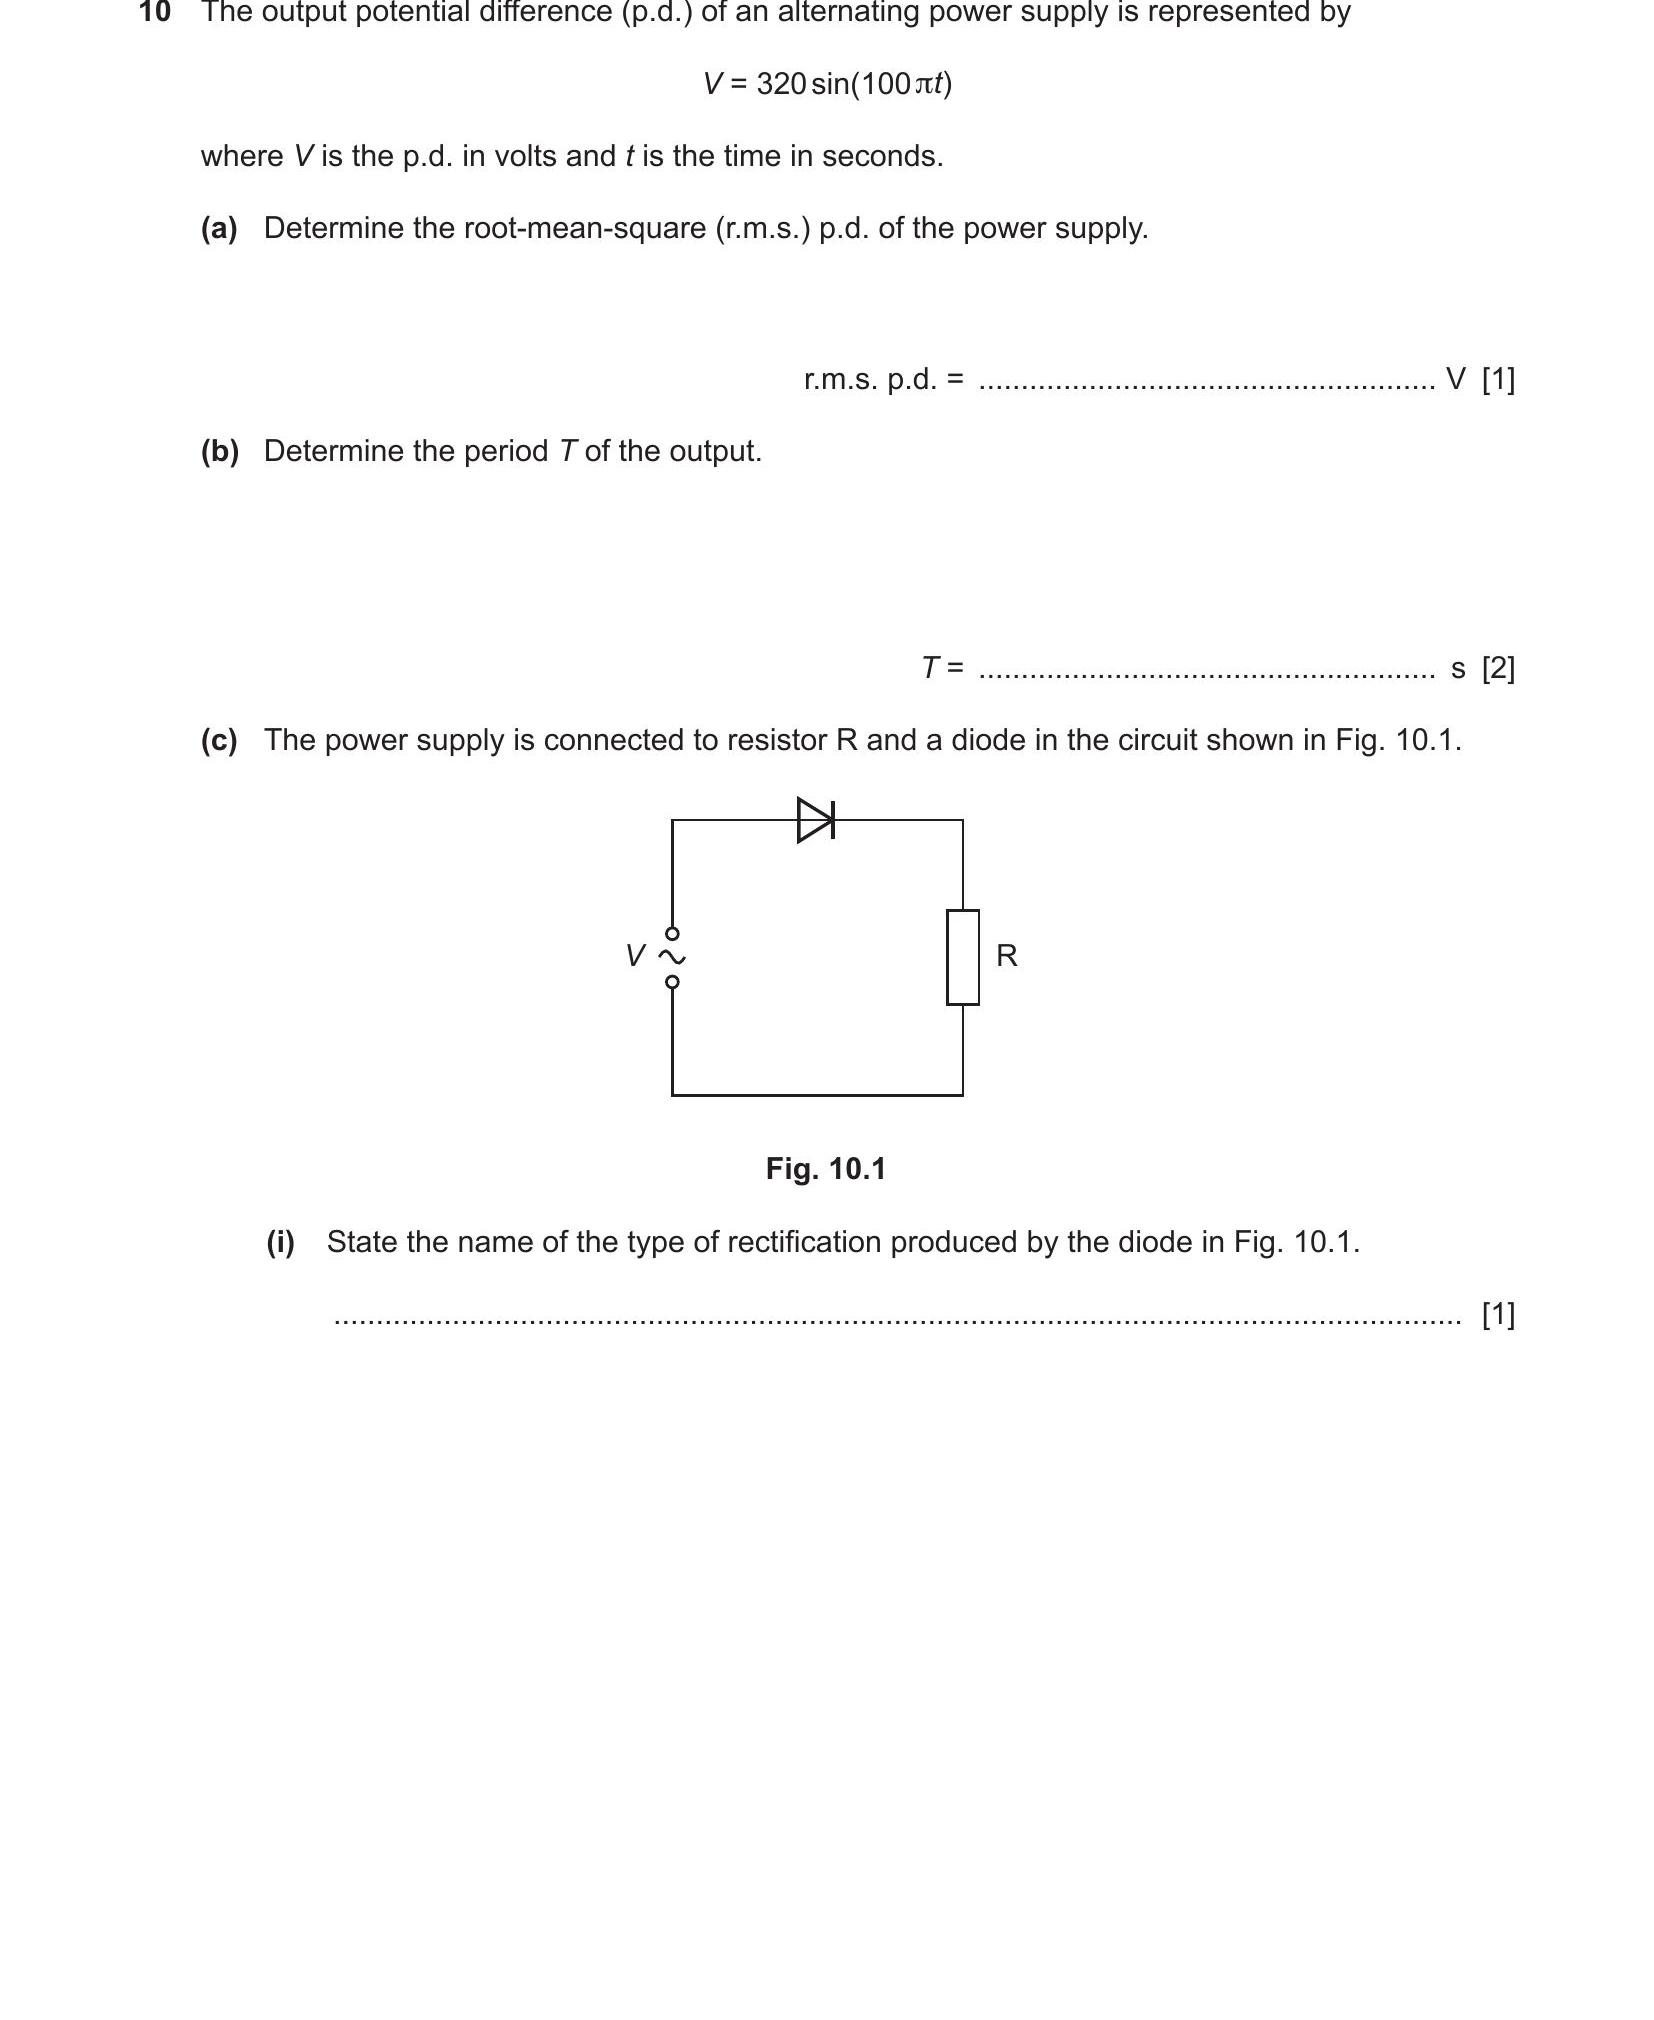 10 The output potential difference (p.d.) of an alternating power supply is represented by
V = 320 sin(100πt)
where V is the p.d. in volts and t is the time in seconds.
(a) Determine the root-mean-square (r.m.s.) p.d. of the power supply.
r.m.s. p.d. = ...................................................... V [1]
(b) Determine the period T of the output.
T = ...................................................... s [2]
(c) The power supply is connected to resistor R and a diode in the circuit shown in Fig. 10.1.
V ~
R
Fig. 10.1
(i) State the name of the type of rectification produced by the diode in Fig. 10.1.
...................................................................................................................................... [1]